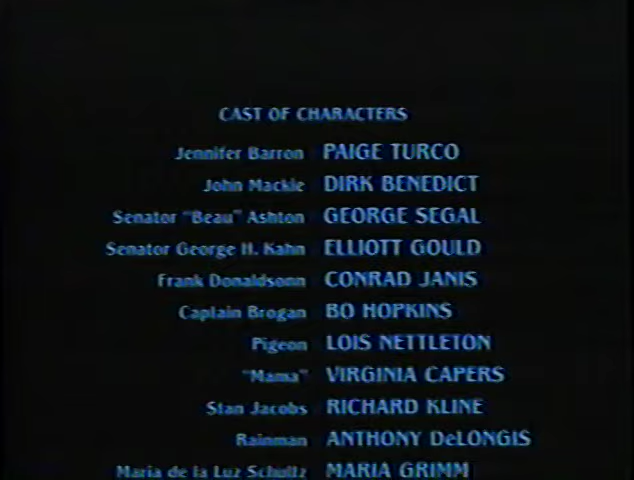 CAST OF CHARACTERS
Jennifer Barron PAIGE TURCO
John Mackie DIRK BENEDICT
Senator "Beau" Ashton GEORGE SEGAL
Senator George H. Kahn ELLIOTT GOULD
Frank Donaldsonn CONRAD JANIS
Captain Brogan BO HOPKINS
Pigeon LOIS NETTLETON
"Mama" VIRGINIA CAPERS
Stan Jacobs RICHARD KLINE
Rainman ANTHONY DeLONGIS
Maria de la Luz Schultz MARIA GRIMM